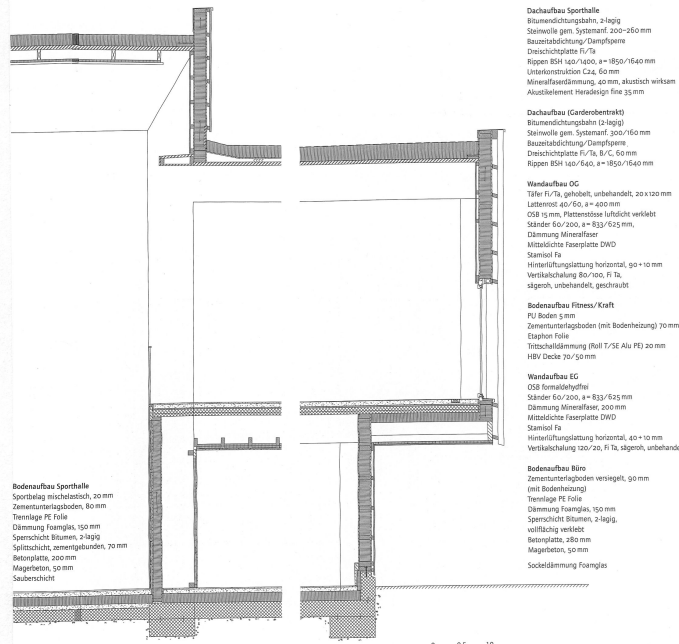 Dachaufbau Sporthalle
Bitumendichtungsbahn, 2-lagig
Steinwolle gem. Systemanf. 200–260 mm
Bauzeitabdichtung/Dampfsperre
Dreischichtplatte Fi/Ta
Rippen BSH 140/1400, a = 1850/1640 mm
Unterkonstruktion C24, 60 mm
Mineralfaserdämmung, 40 mm, akustisch wirksam
Akustikelement Heradesign fine 35 mm
Dachaufbau (Garderobentrakt)
Bitumendichtungsbahn (2-lagig)
Steinwolle gem. Systemanf. 300/160 mm
Bauzeitabdichtung/Dampfsperre
Dreischichtplatte Fi/Ta, B/C, 60 mm
Rippen BSH 140/640, a = 1850/1640 mm
Wandaufbau OG
Täfer Fi/Ta, gehobelt, unbehandelt, 20 x 120 mm
Lattenrost 40/60, a = 400 mm
OSB 15 mm, Plattenstösse luftdicht verklebt
Ständer 60/200, a = 833/625 mm,
Dämmung Mineralfaser
Mitteldichte Faserplatte DWD
Stamisol Fa
Hinterlüftungslattung horizontal, 90 + 10 mm
Vertikalschalung 80/100, Fi Ta,
sägeroh, unbehandelt, geschraubt
Bodenaufbau Fitness/Kraft
PU Boden 5 mm
Zementunterlagsboden (mit Bodenheizung) 70 mm
Etaphon Folie
Trittschalldämmung (Roll T/SE Alu PE) 20 mm
HBV Decke 70/50 mm
Wandaufbau EG
OSB formaldehydfrei
Ständer 60/200, a = 833/625 mm
Dämmung Mineralfaser, 200 mm
Mitteldichte Faserplatte DWD
Stamisol Fa
Hinterlüftungslattung horizontal, 40 + 10 mm
Vertikalschalung 120/20, Fi Ta, sägeroh, unbehande
Bodenaufbau Büro
Zementunterlagboden versiegelt, 90 mm
(mit Bodenheizung)
Trennlage PE Folie
Dämmung Foamglas, 150 mm
Sperrschicht Bitumen, 2-lagig,
vollflächig verklebt
Betonplatte, 280 mm
Magerbeton, 50 mm
Sockeldämmung Foamglas
Bodenaufbau Sporthalle
Sportbelag mischelastisch, 20 mm
Zementunterlagsboden, 80 mm
Trennlage PE Folie
Dämmung Foamglas, 150 mm
Sperrschicht Bitumen, 2-lagig
Splittschicht, zementgebunden, 70 mm
Betonplatte, 200 mm
Magerbeton, 50 mm
Sauberschicht